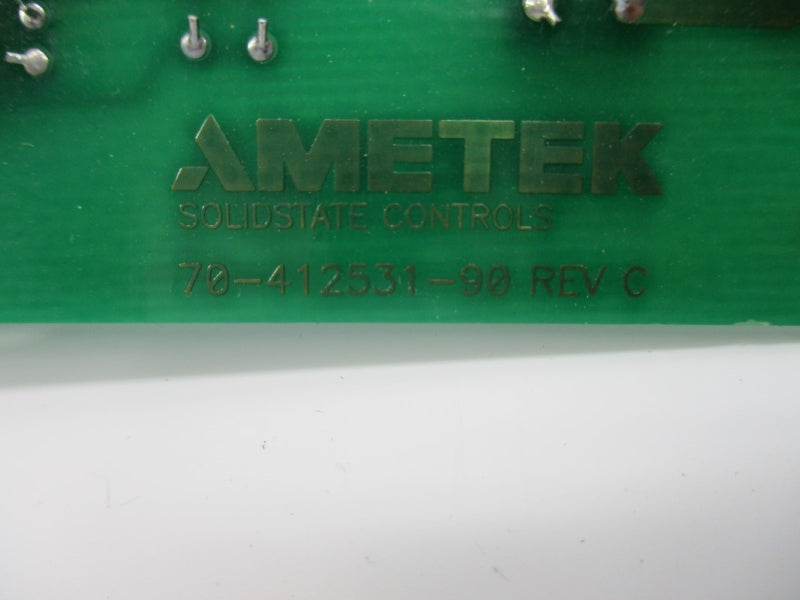 AMETEK
SOLIDSTATE CONTROLS
70-412531-90 REV C